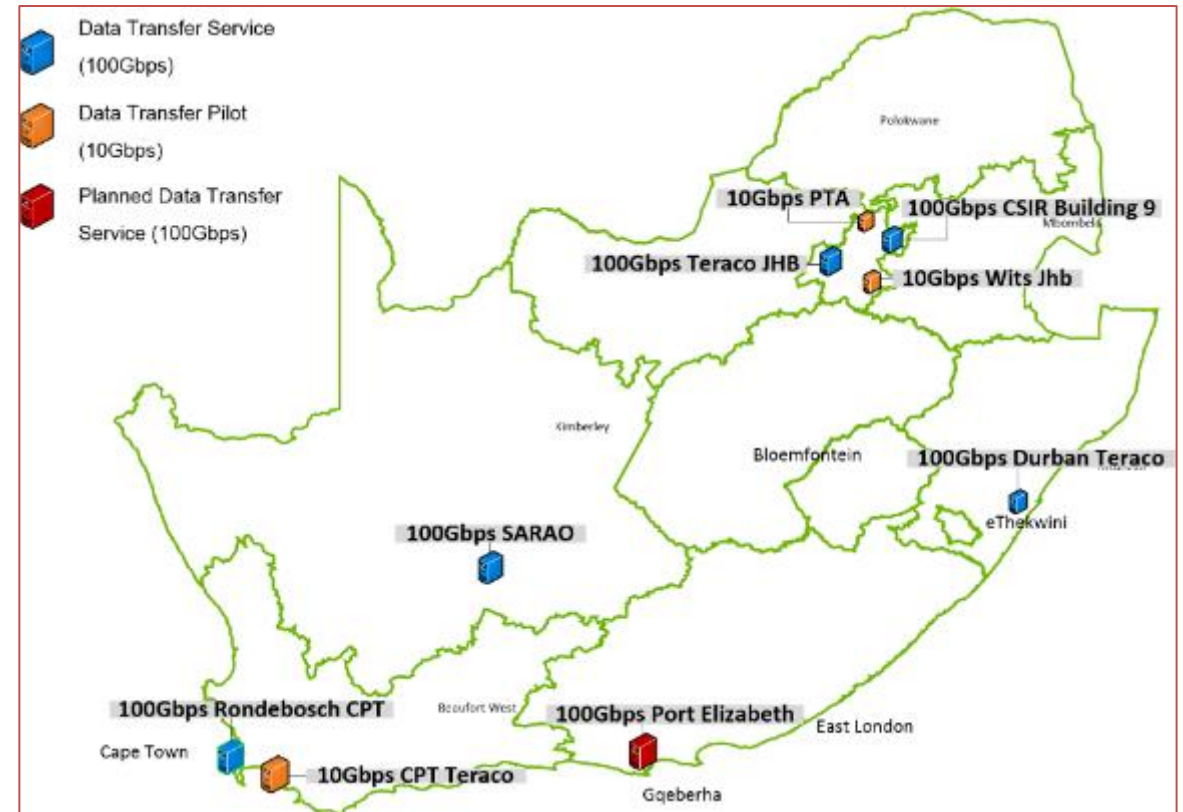 Data Transfer Service
(100Gbps)
Data Transfer Pilot
(10Gbps)
Planned Data Transfer
Service (100Gbps)
Polokwane
10Gbps PTA
100Gbps CSIR Building 9
Mbombela
100Gbps Teraco JHB
10Gbps Wits Jhb
Kimberley
Bloemfontein
100Gbps Durban Teraco
eThekwini
100Gbps SARAO
100Gbps Rondebosch CPT
Beaufort West
100Gbps Port Elizabeth
East London
Cape Town
10Gbps CPT Teraco
Gqeberha